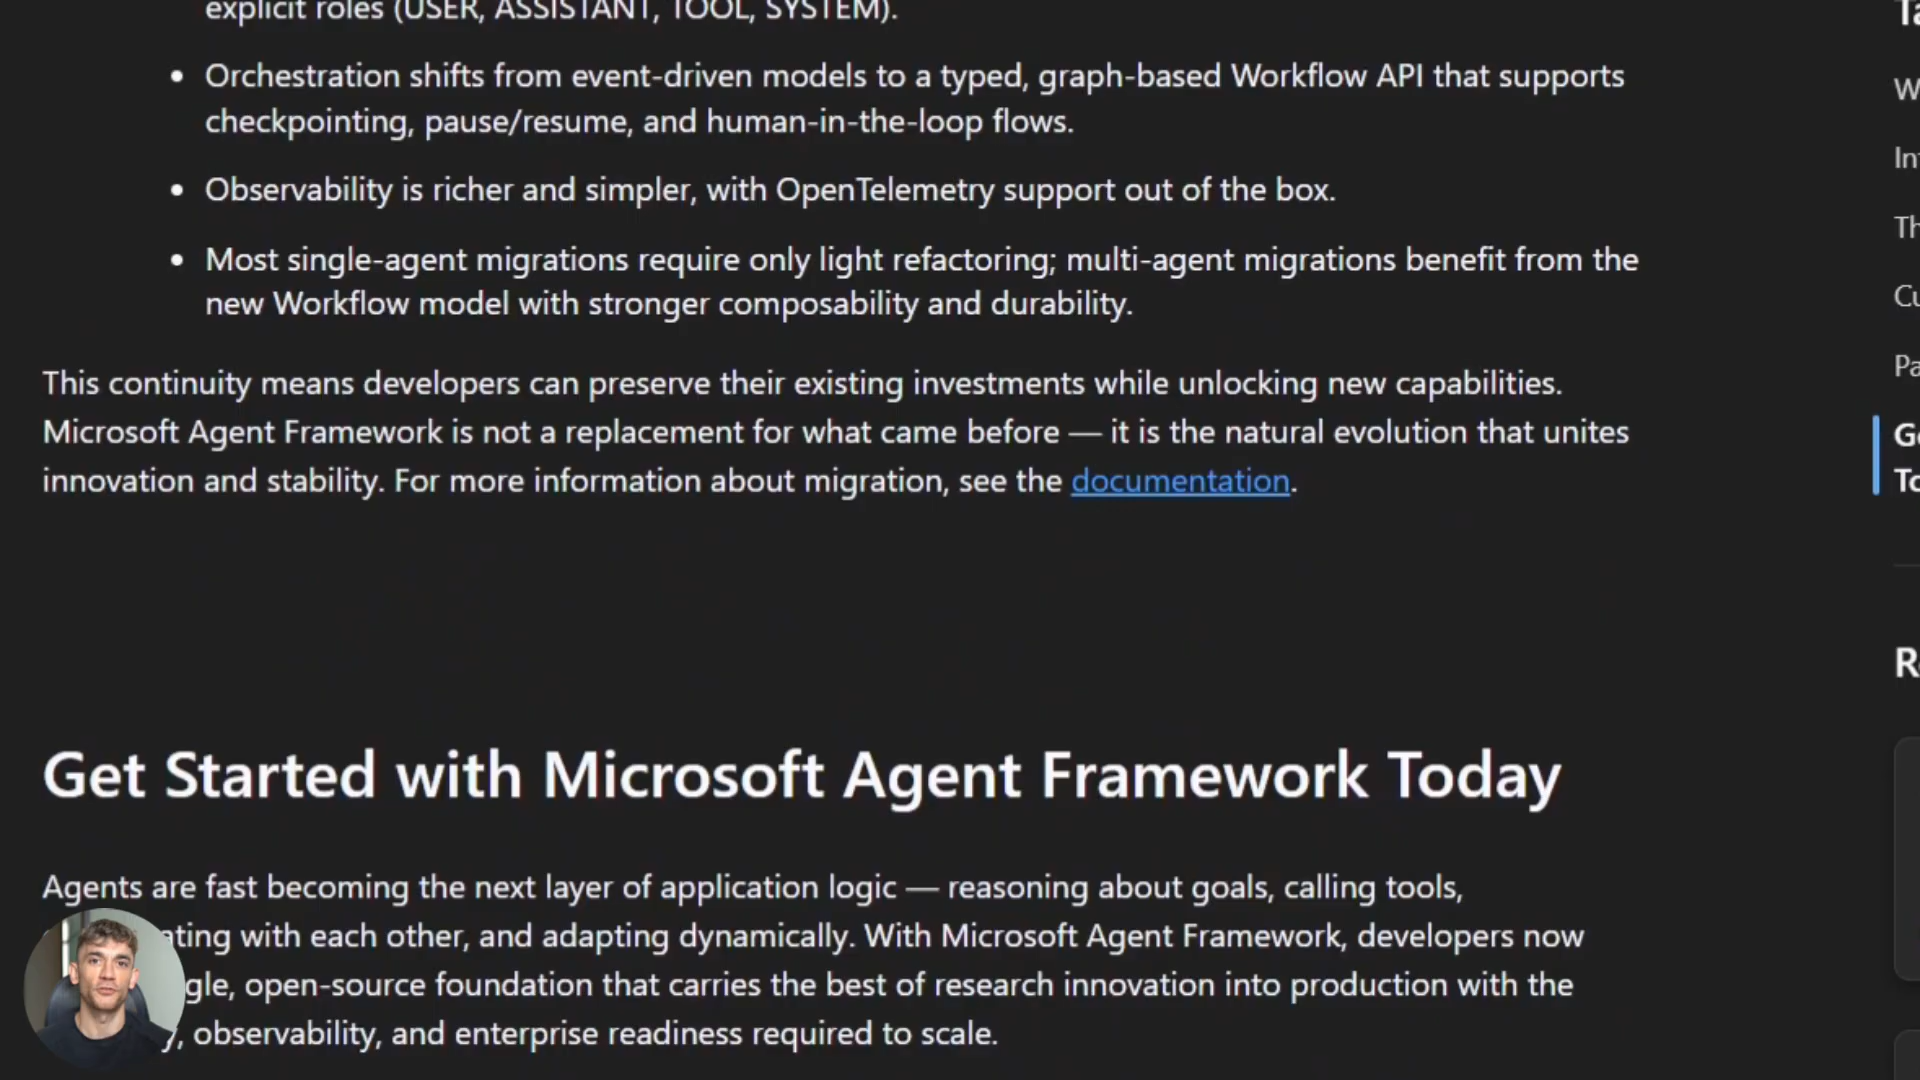 explicit roles (USER, ASSISTANT, TOOL, SYSTEM).
• Orchestration shifts from event-driven models to a typed, graph-based Workflow API that supports
checkpointing, pause/resume, and human-in-the-loop flows.
• Observability is richer and simpler, with OpenTelemetry support out of the box.
• Most single-agent migrations require only light refactoring; multi-agent migrations benefit from the
new Workflow model with stronger composability and durability.
This continuity means developers can preserve their existing investments while unlocking new capabilities.
Microsoft Agent Framework is not a replacement for what came before — it is the natural evolution that unites
innovation and stability. For more information about migration, see the documentation.
Get Started with Microsoft Agent Framework Today
Agents are fast becoming the next layer of application logic — reasoning about goals, calling tools,
with each other, and adapting dynamically. With Microsoft Agent Framework, developers now
open-source foundation that carries the best of research innovation into production with the
observability, and enterprise readiness required to scale.